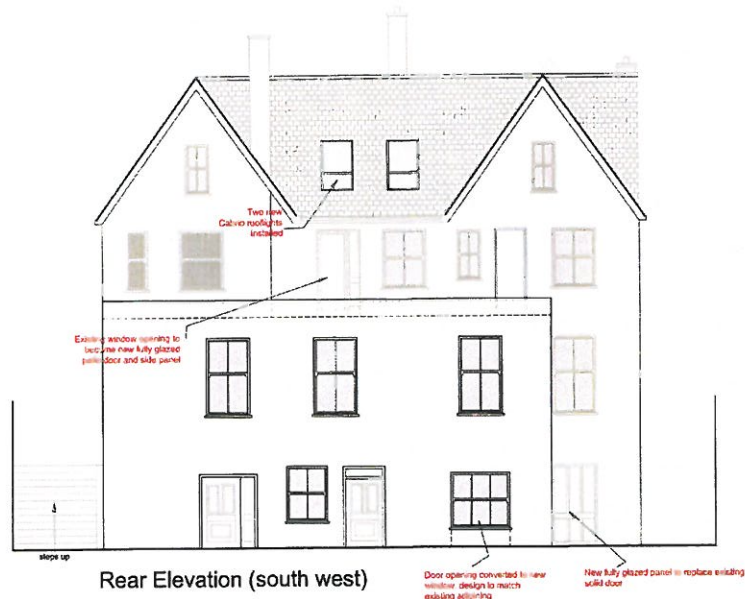 Two new
Cabrio rooflights
installed
Existing window opening to
become new fully glazed
patio door and side panel
steps up
Rear Elevation (south west)
Door opening converted to new
window, design to match
existing adjoining
New fully glazed panel to replace existing
solid door